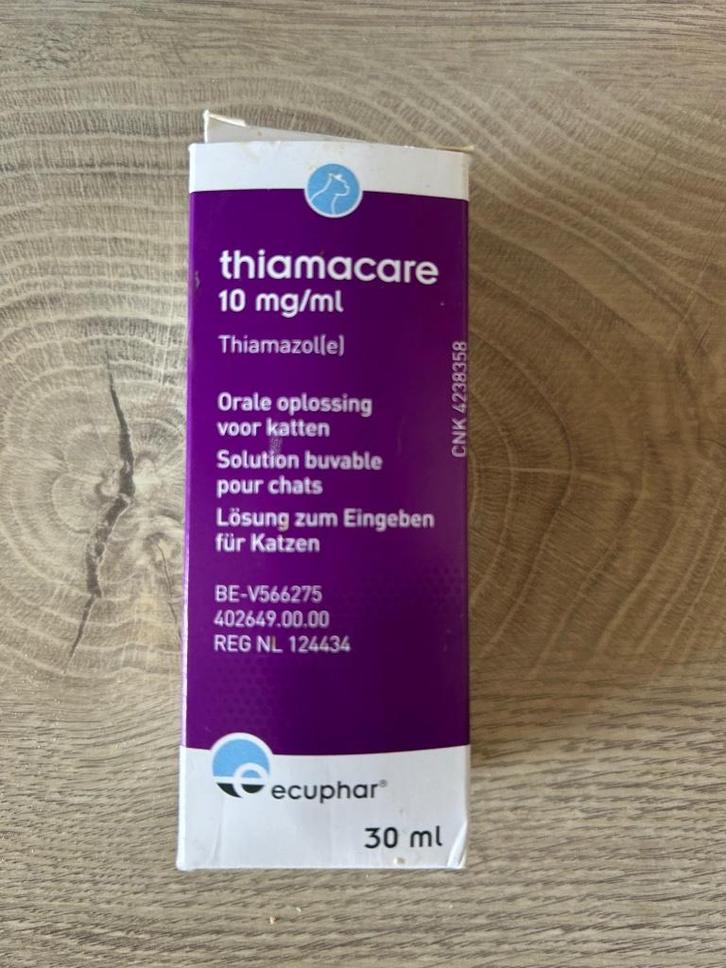 thiamacare
10 mg/ml
Thiamazol(e)
Orale oplossing
voor katten
Solution buvable
pour chats
Lösung zum Eingeben
für Katzen
BE-V566275
402649.00.00
REG NL 124434
CNK 4238358
ecuphar®
30 ml